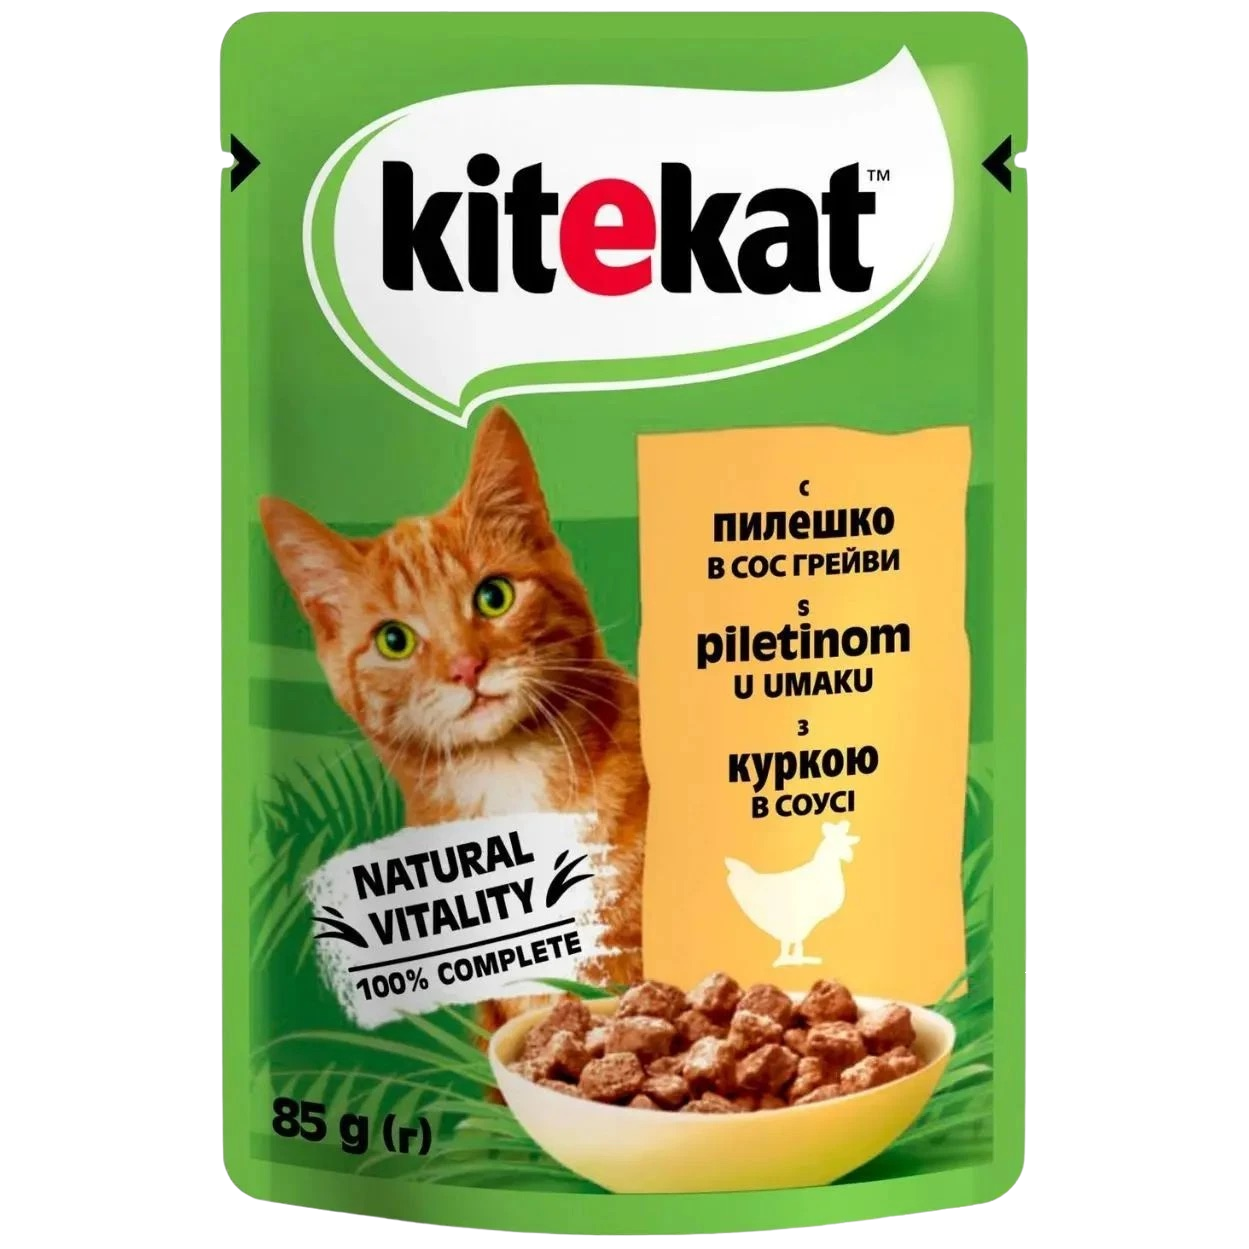 kitekat™
с
пилешко
В СОС ГРЕЙВИ
s
piletinom
U UMAKU
з
куркою
В СОУСІ
NATURAL
VITALITY
100% COMPLETE
85 g (г)